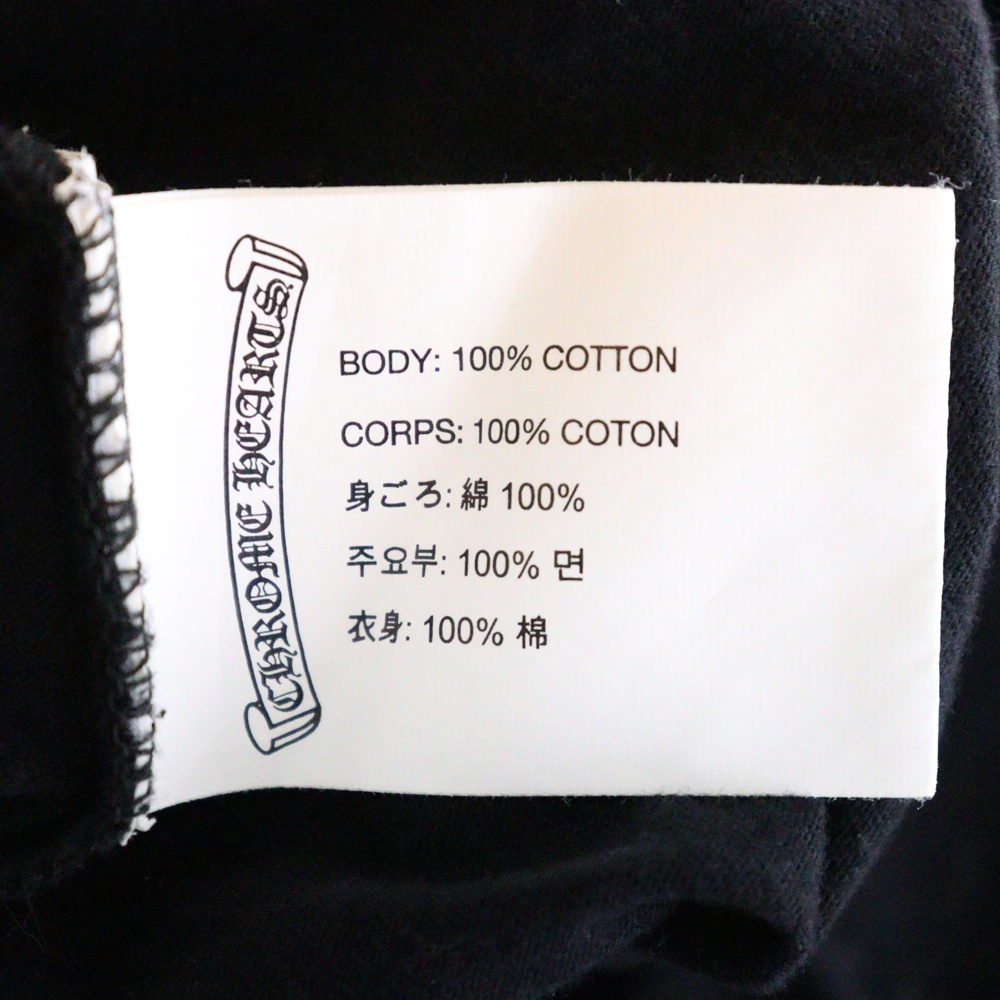 CHROME HEARTS
BODY: 100% COTTON
CORPS: 100% COTON
身ごろ: 綿 100%
주요부: 100% 면
衣身: 100% 棉